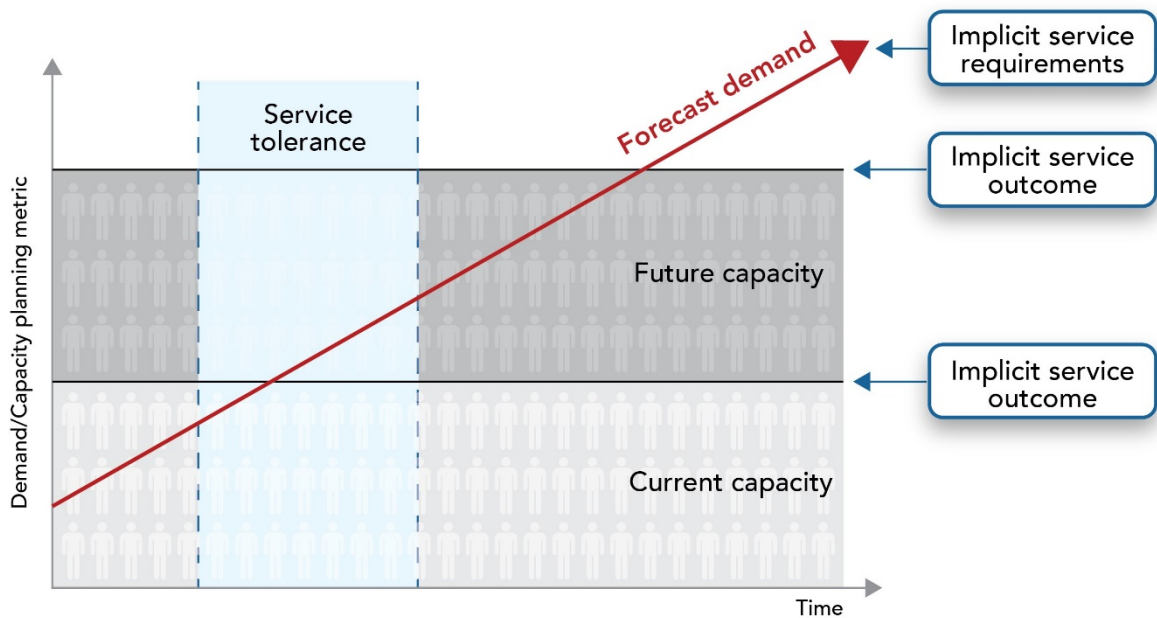 Implicit service
requirements
Forecast demand
Service
tolerance
Implicit service
outcome
Demand/Capacity planning metric
Future capacity
Implicit service
outcome
Current capacity
Time